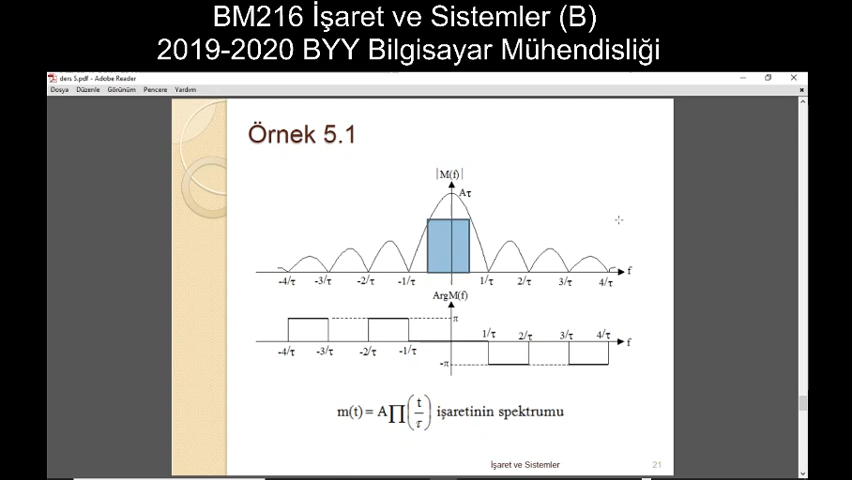 BM216 İşaret ve Sistemler (B)
2019-2020 BYY Bilgisayar Mühendisliği
ders 5.pdf - Adobe Reader
Dosya Düzenle Görünüm Pencere Yardım
Örnek 5.1
|M(f)|
Aτ
f
-4/τ -3/τ -2/τ -1/τ 1/τ 2/τ 3/τ 4/τ
ArgM(f)
π
1/τ 2/τ 3/τ 4/τ
f
-4/τ -3/τ -2/τ -1/τ
-π
m(t) = A∏(t/τ) işaretinin spektrumu
İşaret ve Sistemler 21